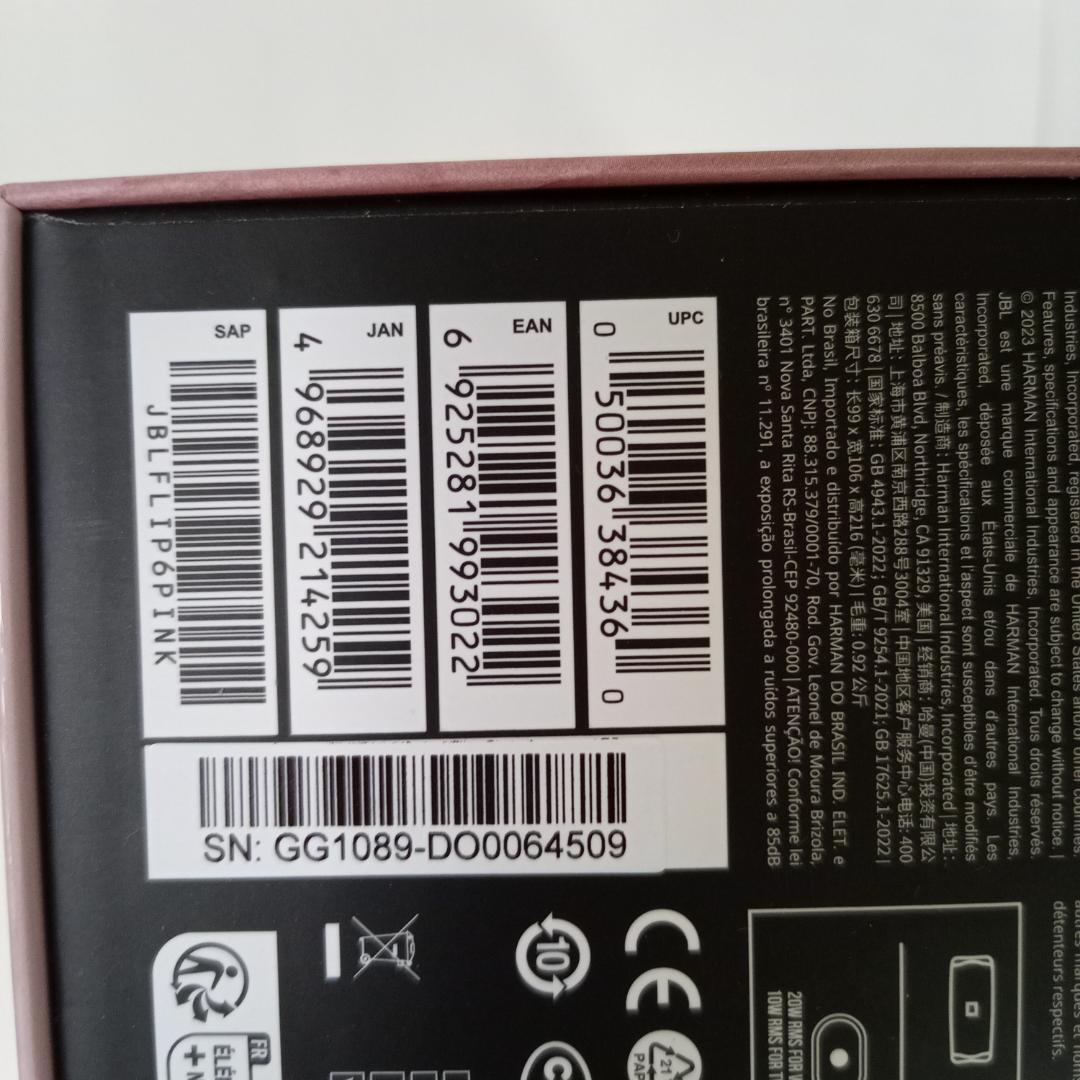 SAP
JBLFLIP6PINK
JAN
4 968929 214259
EAN
6 925281 993022
UPC
0 50036 38436 0
SN: GG1089-DO0064509
Industries, Incorporated, registered in the United States and/or other countries.
Features, specifications and appearance are subject to change without notice. |
© 2023 HARMAN International Industries, Incorporated. Tous droits réservés.
JBL est une marque commerciale de HARMAN International Industries,
Incorporated, déposée aux États-Unis et/ou dans d'autres pays. Les
caractéristiques, les spécifications et l'aspect sont susceptibles d'être modifiés
sans préavis. / 制造商: Harman International Industries, Incorporated | 地址:
8500 Balboa Blvd, Northridge, CA 91329, 美国 | 经销商: 哈曼(中国)投资有限公
司 | 地址: 上海市黄浦区南京西路288号3004室 | 中国地区客户服务中心电话: 400
630 6678 | 国家标准: GB 4943.1-2022; GB/T 9254.1-2021; GB 17625.1-2022 |
包装箱尺寸: 长99 x 宽106 x 高216 (毫米) | 毛重: 0.92 公斤
No Brasil, Importado e distribuído por HARMAN DO BRASIL IND. ELET. e
PART. Ltda, CNPJ: 88.315.379/0001-70, Rod. Gov. Leonel de Moura Brizola,
n° 3401 Nova Santa Rita RS-Brasil-CEP 92480-000 | ATENÇÃO! Conforme lei
brasileira n° 11.291, a exposição prolongada a ruídos superiores a 85dB
autres marques et
détenteurs respectifs.
20W RMS FOR
10W RMS FOR
CE
10
21
PAP
FR